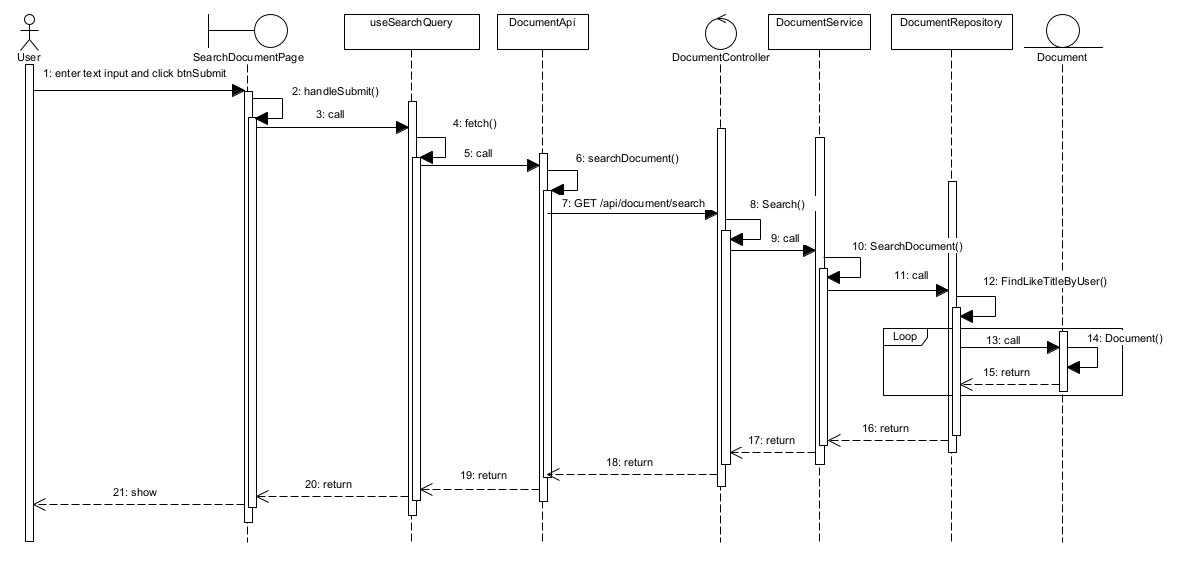 User
SearchDocumentPage
useSearchQuery
DocumentApi
DocumentController
DocumentService
DocumentRepository
Document
1: enter text input and click btnSubmit
2: handleSubmit()
3: call
4: fetch()
5: call
6: searchDocument()
7: GET /api/document/search
8: Search()
9: call
10: SearchDocument()
11: call
12: FindLikeTitleByUser()
Loop
13: call
14: Document()
15: return
16: return
17: return
18: return
19: return
20: return
21: show